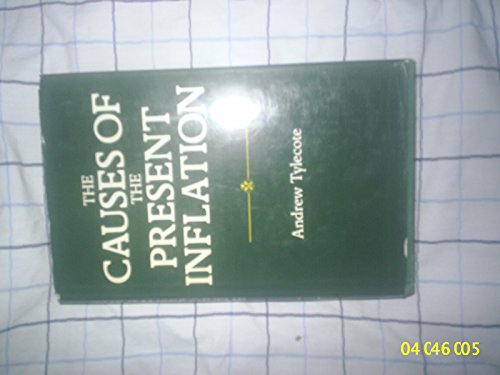 THE
CAUSES OF
THE
PRESENT
INFLATION
Andrew Tylecote
04 046 005